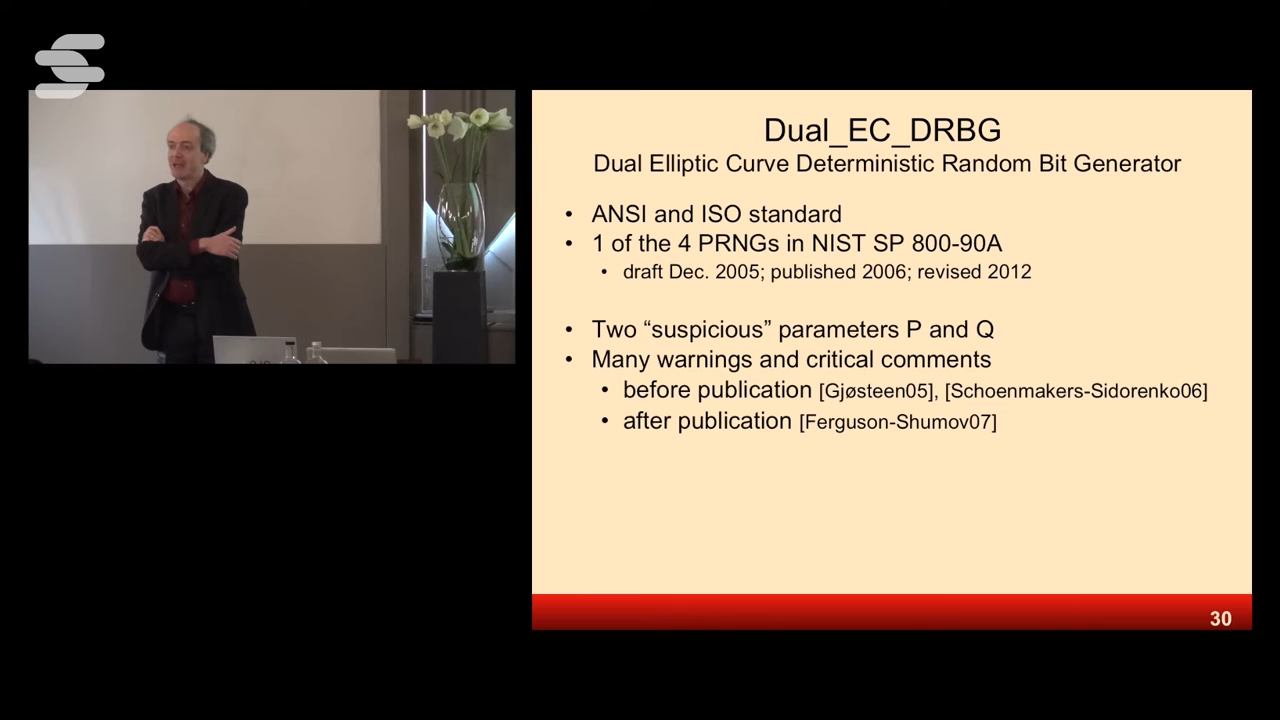 Dual_EC_DRBG
Dual Elliptic Curve Deterministic Random Bit Generator
• ANSI and ISO standard
• 1 of the 4 PRNGs in NIST SP 800-90A
• draft Dec. 2005; published 2006; revised 2012
• Two “suspicious” parameters P and Q
• Many warnings and critical comments
• before publication [Gjøsteen05], [Schoenmakers-Sidorenko06]
• after publication [Ferguson-Shumov07]
30